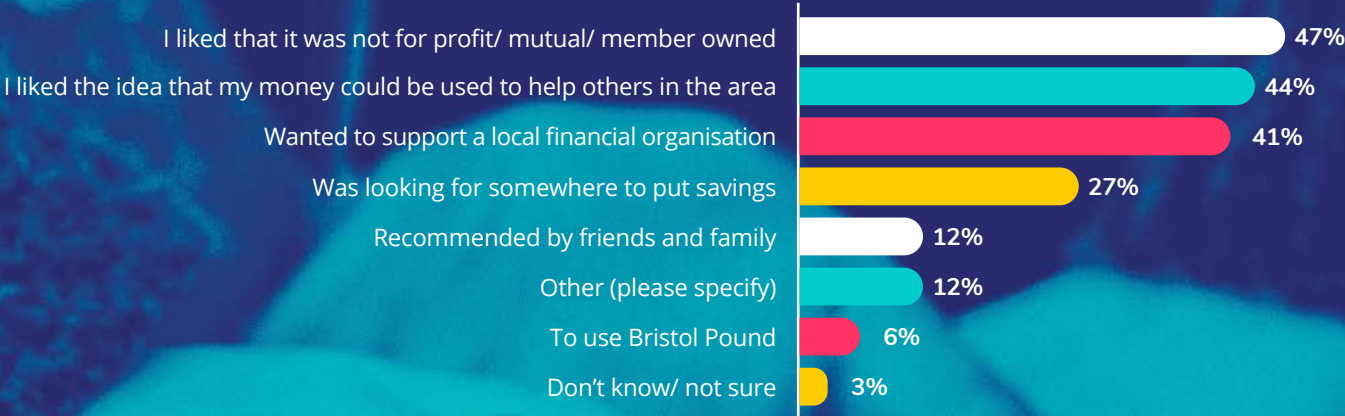 I liked that it was not for profit/ mutual/ member owned 47%
I liked the idea that my money could be used to help others in the area 44%
Wanted to support a local financial organisation 41%
Was looking for somewhere to put savings 27%
Recommended by friends and family 12%
Other (please specify) 12%
To use Bristol Pound 6%
Don’t know/ not sure 3%